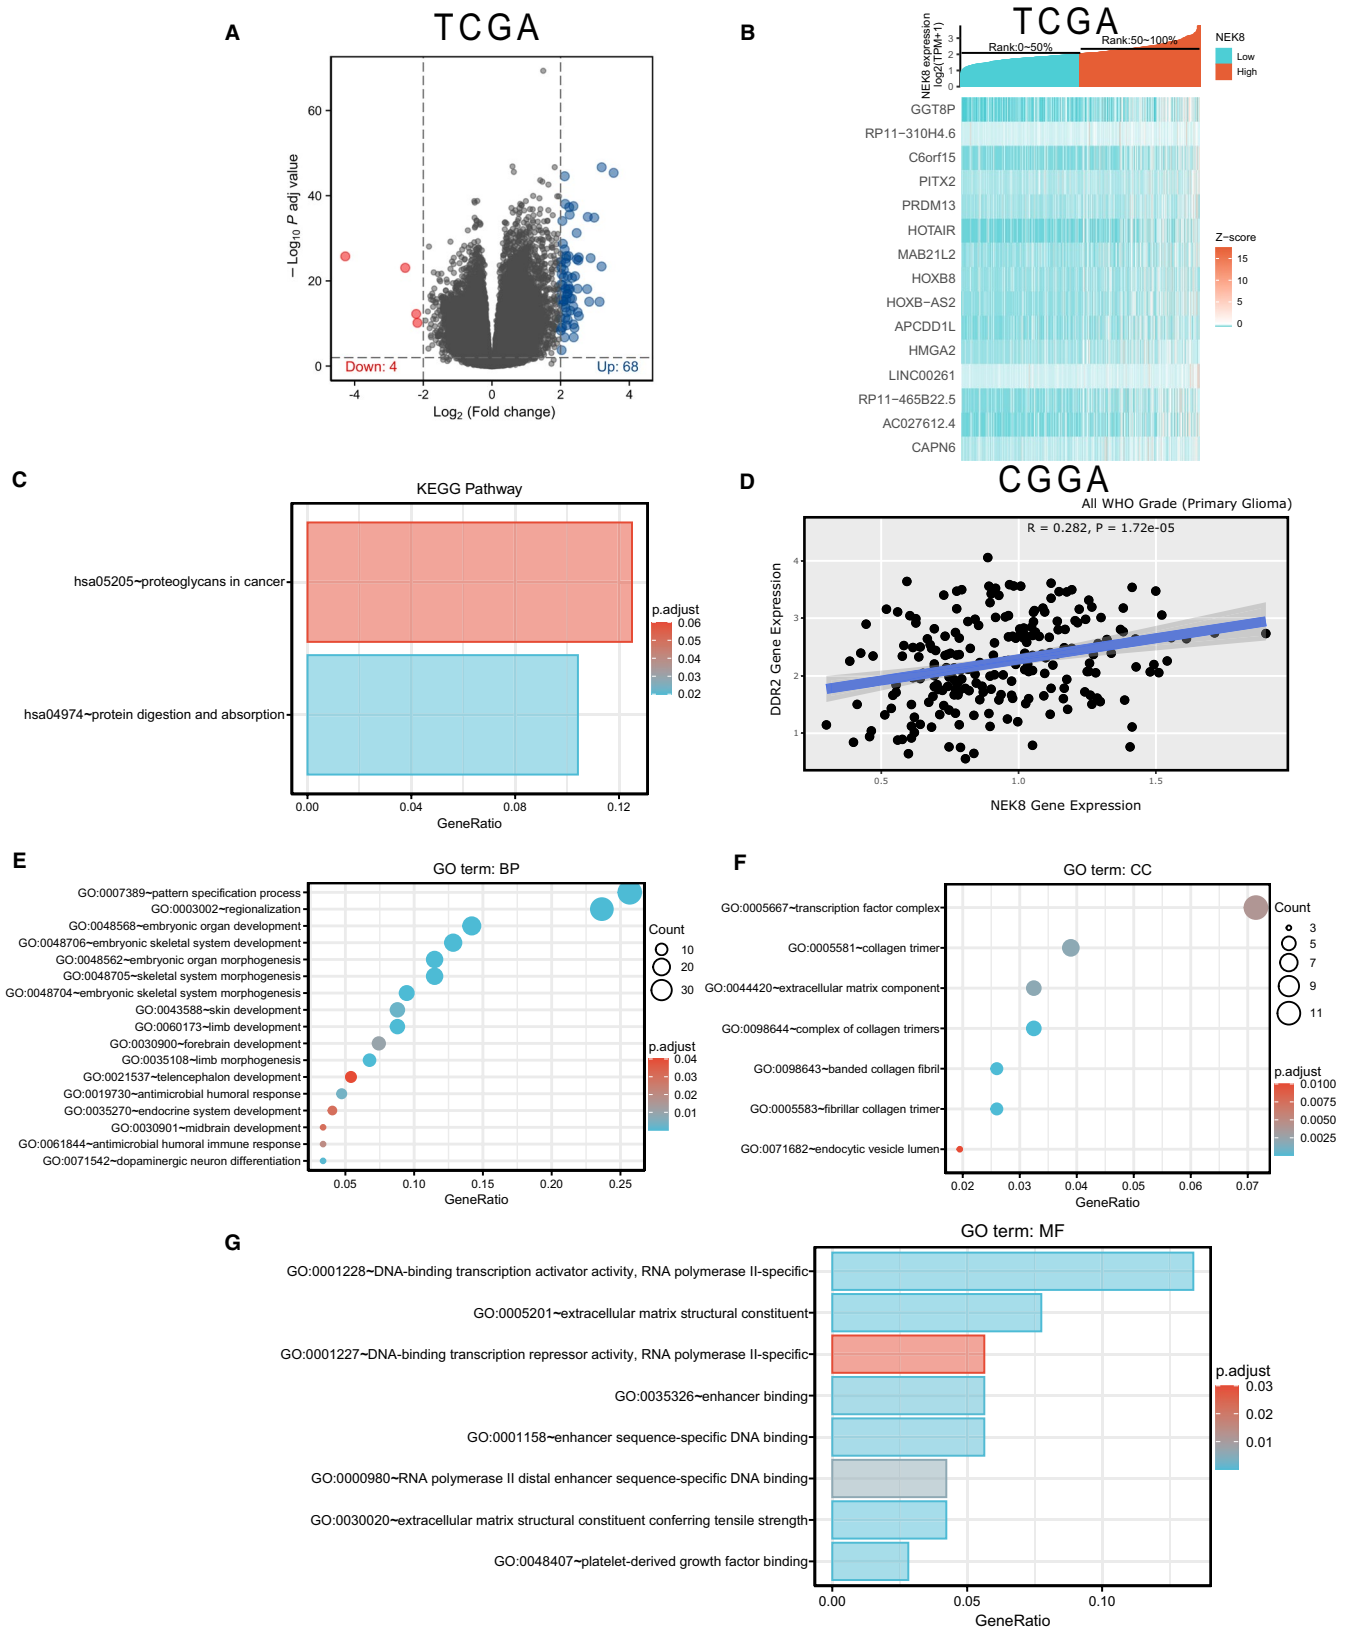 A
TCGA
− Log10 P adj value
60
40
20
0
Down: 4
Up: 68
-4
-2
0
2
4
Log2 (Fold change)
B
TCGA
NEK8 expression
log2(TPM+1)
3
2
1
0
Rank:0~50%
Rank:50~100%
NEK8
Low
High
GGT8P
RP11−310H4.6
C6orf15
PITX2
PRDM13
HOTAIR
MAB21L2
HOXB8
HOXB−AS2
APCDD1L
HMGA2
LINC00261
RP11−465B22.5
AC027612.4
CAPN6
Z−score
15
10
5
0
C
KEGG Pathway
hsa05205~proteoglycans in cancer
hsa04974~protein digestion and absorption
0.00
0.04
0.08
0.12
GeneRatio
p.adjust
0.06
0.05
0.04
0.03
0.02
D
CGGA
All WHO Grade (Primary Glioma)
R = 0.282, P = 1.72e-05
DDR2 Gene Expression
4
3
2
1
0.5
1.0
1.5
NEK8 Gene Expression
E
GO term: BP
GO:0007389~pattern specification process
GO:0003002~regionalization
GO:0048568~embryonic organ development
GO:0048706~embryonic skeletal system development
GO:0048562~embryonic organ morphogenesis
GO:0048705~skeletal system morphogenesis
GO:0048704~embryonic skeletal system morphogenesis
GO:0043588~skin development
GO:0060173~limb development
GO:0030900~forebrain development
GO:0035108~limb morphogenesis
GO:0021537~telencephalon development
GO:0019730~antimicrobial humoral response
GO:0035270~endocrine system development
GO:0030901~midbrain development
GO:0061844~antimicrobial humoral immune response
GO:0071542~dopaminergic neuron differentiation
0.05
0.10
0.15
0.20
0.25
GeneRatio
Count
10
20
30
p.adjust
0.04
0.03
0.02
0.01
F
GO term: CC
GO:0005667~transcription factor complex
GO:0005581~collagen trimer
GO:0044420~extracellular matrix component
GO:0098644~complex of collagen trimers
GO:0098643~banded collagen fibril
GO:0005583~fibrillar collagen trimer
GO:0071682~endocytic vesicle lumen
0.02
0.03
0.04
0.05
0.06
0.07
GeneRatio
Count
3
5
7
9
11
p.adjust
0.0100
0.0075
0.0050
0.0025
G
GO term: MF
GO:0001228~DNA-binding transcription activator activity, RNA polymerase II-specific
GO:0005201~extracellular matrix structural constituent
GO:0001227~DNA-binding transcription repressor activity, RNA polymerase II-specific
GO:0035326~enhancer binding
GO:0001158~enhancer sequence-specific DNA binding
GO:0000980~RNA polymerase II distal enhancer sequence-specific DNA binding
GO:0030020~extracellular matrix structural constituent conferring tensile strength
GO:0048407~platelet-derived growth factor binding
0.00
0.05
0.10
GeneRatio
p.adjust
0.03
0.02
0.01